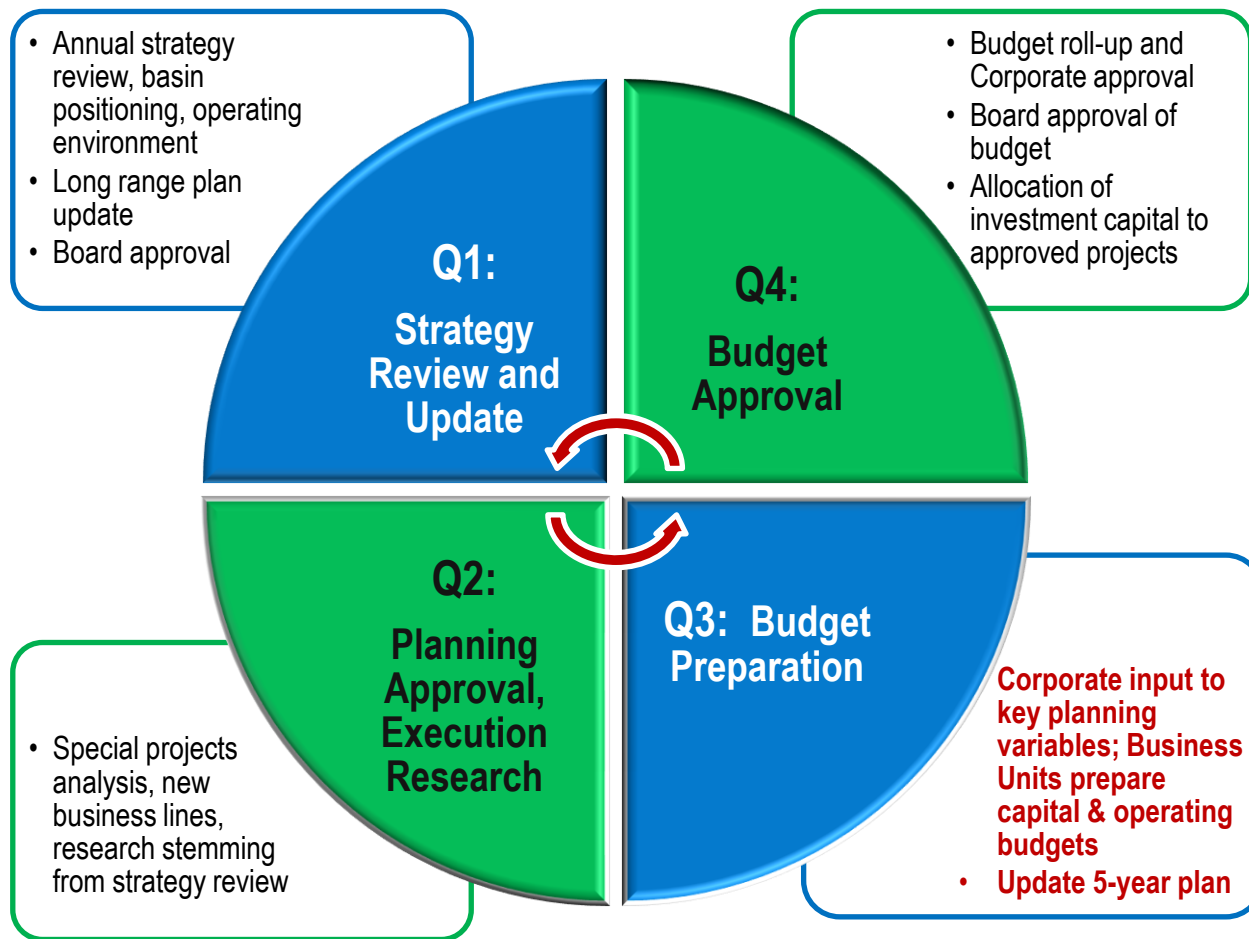 • Annual strategy
review, basin
positioning, operating
environment
• Long range plan
update
• Board approval
• Budget roll-up and
Corporate approval
• Board approval of
budget
• Allocation of
investment capital to
approved projects
Q1:
Strategy
Review and
Update
Q4:
Budget
Approval
Q2:
Planning
Approval,
Execution
Research
Q3: Budget
Preparation
• Special projects
analysis, new
business lines,
research stemming
from strategy review
Corporate input to
key planning
variables; Business
Units prepare
capital & operating
budgets
• Update 5-year plan